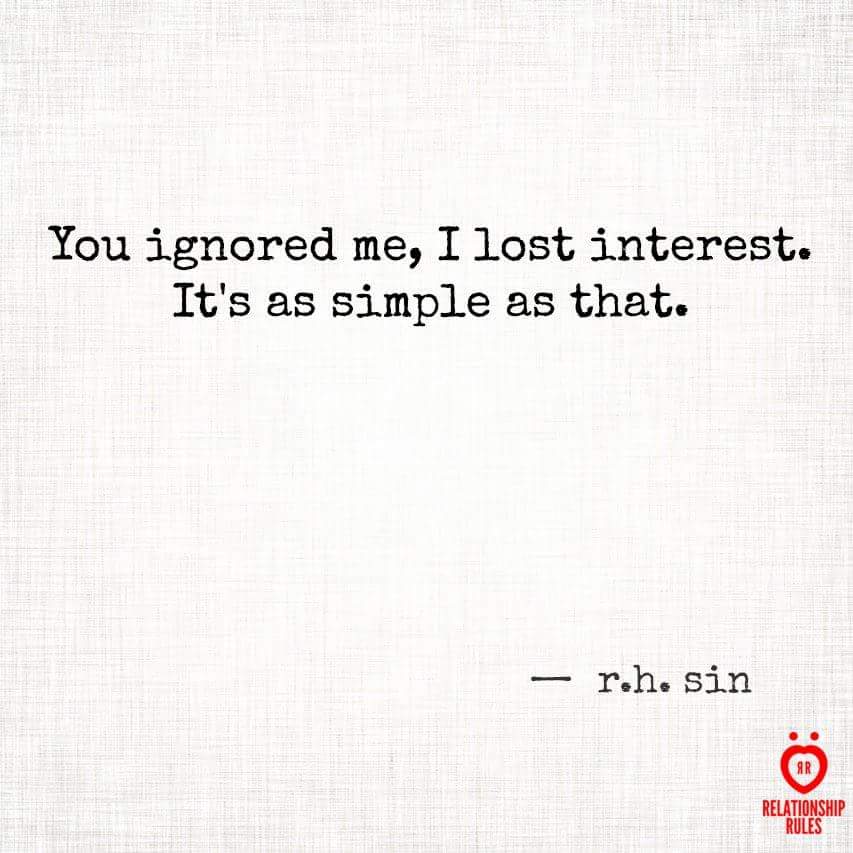 You ignored me, I lost interest.
It's as simple as that.
— r.h. sin
RR
RELATIONSHIP
RULES